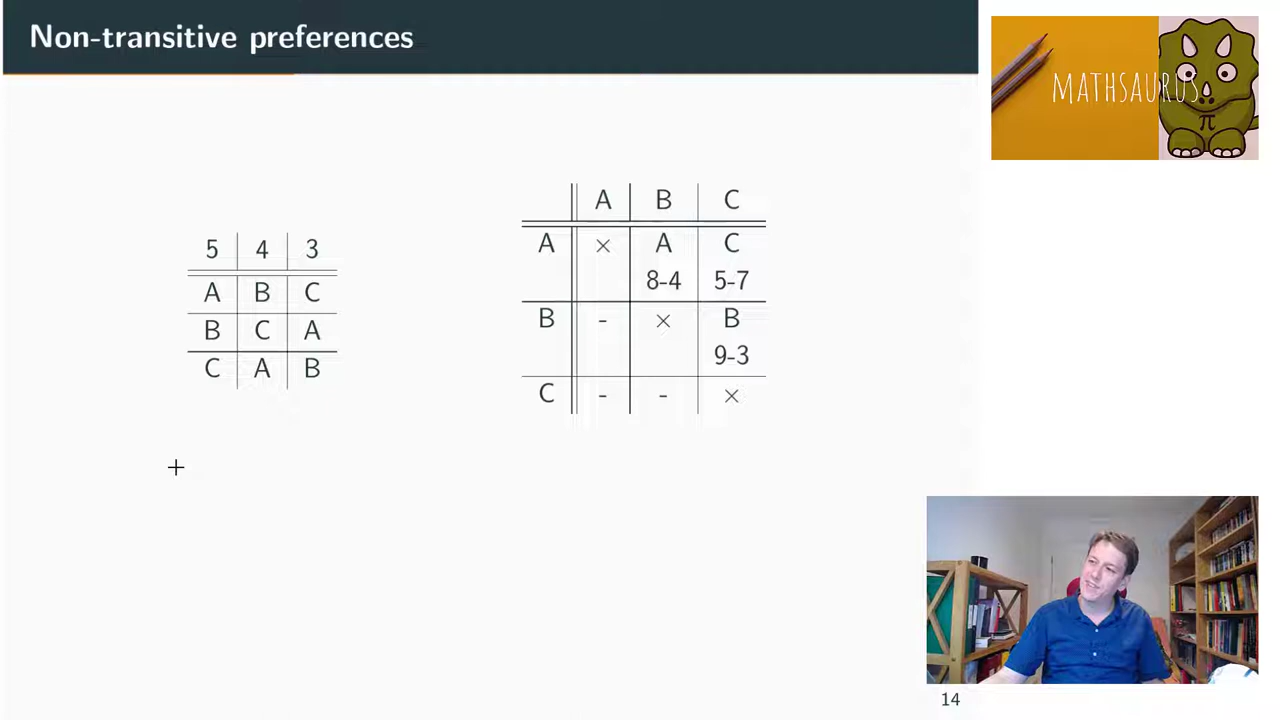 Non-transitive preferences
MATHSAURUS
π
5 4 3
A B C
B C A
C A B
A B C
A × A C
8-4 5-7
B - × B
9-3
C - - ×
+
14